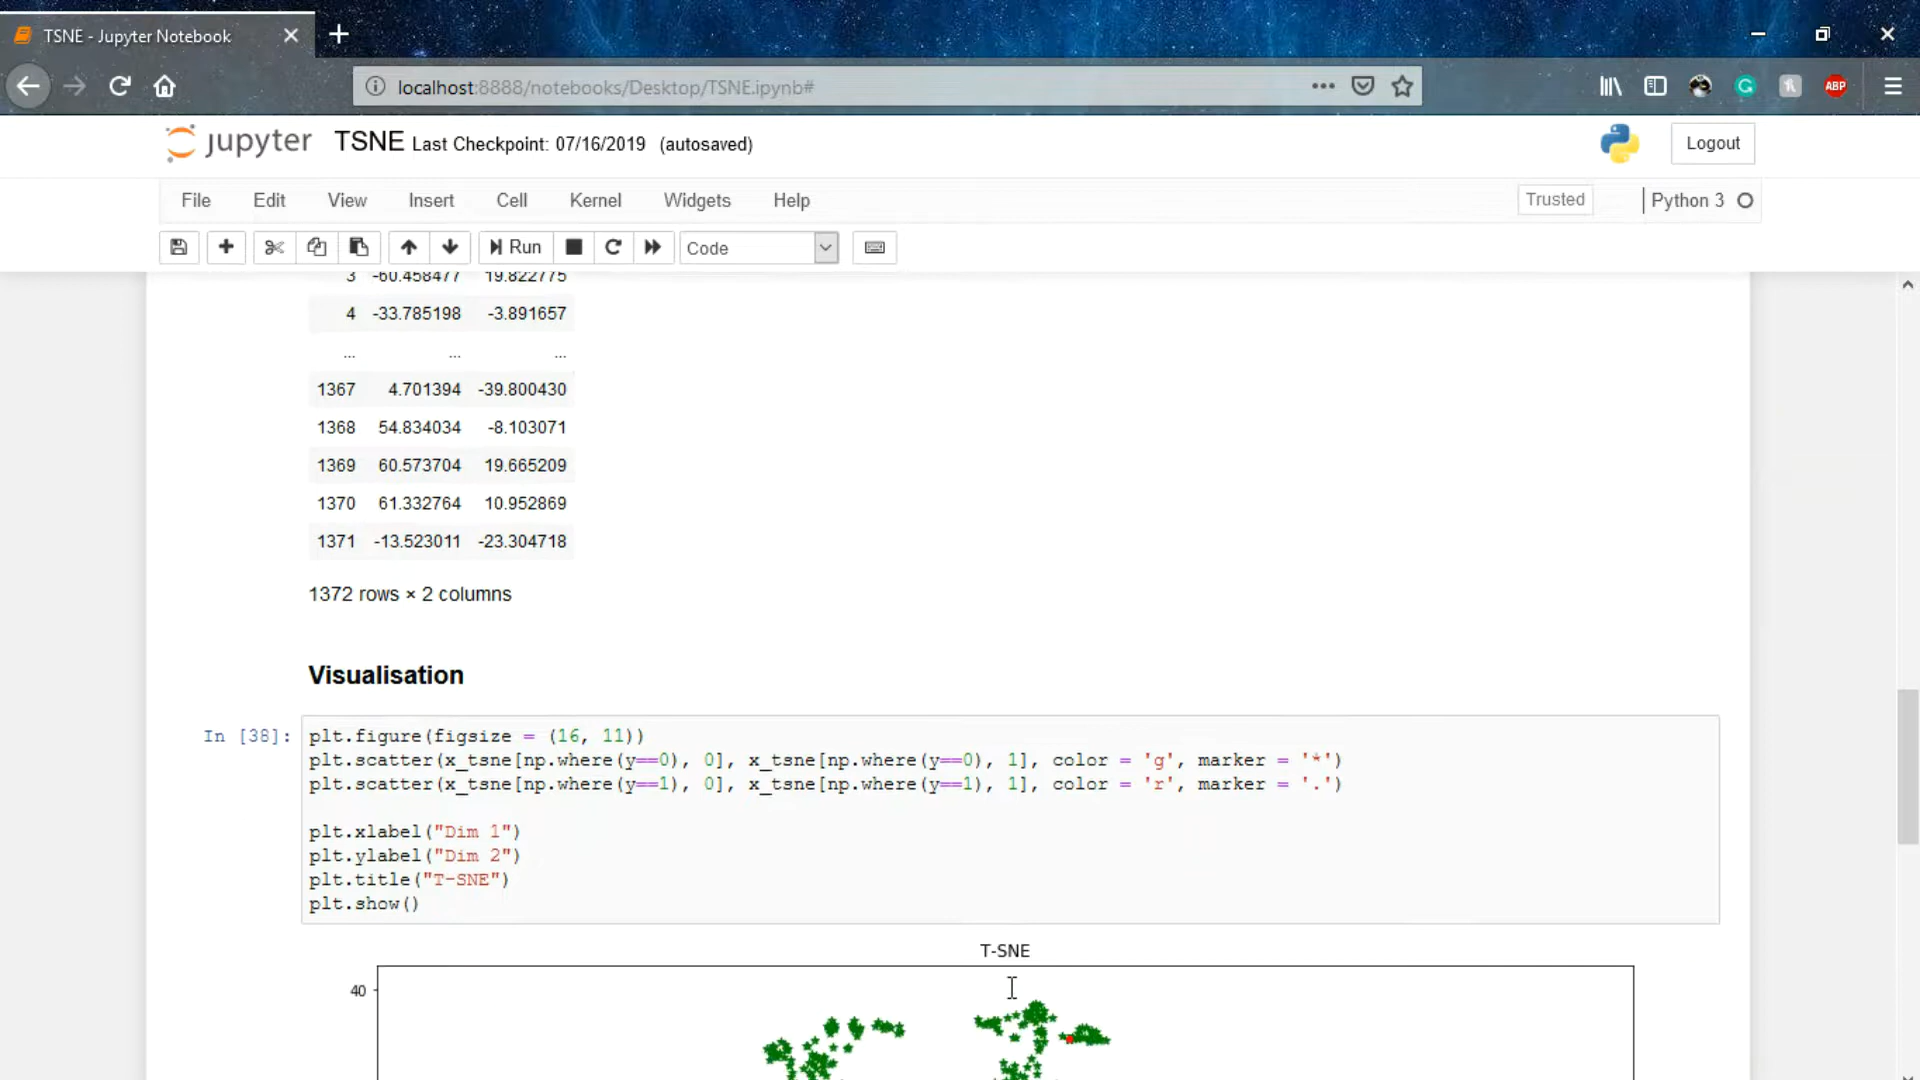 TSNE - Jupyter Notebook
localhost:8888/notebooks/Desktop/TSNE.ipynb#
ABP
jupyter TSNE Last Checkpoint: 07/16/2019 (autosaved)
Logout
File Edit View Insert Cell Kernel Widgets Help
Trusted
Python 3
Run
Code
3 -60.458477 19.822775
4 -33.785198 -3.891657
... ... ...
1367 4.701394 -39.800430
1368 54.834034 -8.103071
1369 60.573704 19.665209
1370 61.332764 10.952869
1371 -13.523011 -23.304718
1372 rows × 2 columns
Visualisation
In [38]: plt.figure(figsize = (16, 11))
plt.scatter(x_tsne[np.where(y==0), 0], x_tsne[np.where(y==0), 1], color = 'g', marker = '*')
plt.scatter(x_tsne[np.where(y==1), 0], x_tsne[np.where(y==1), 1], color = 'r', marker = '.')
plt.xlabel("Dim 1")
plt.ylabel("Dim 2")
plt.title("T-SNE")
plt.show()
T-SNE
40